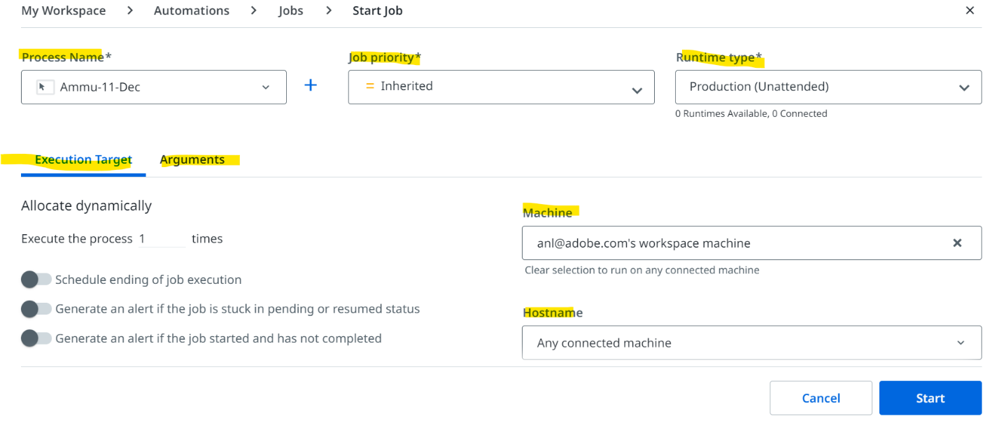 My Workspace > Automations > Jobs > Start Job
Process Name* Job priority* Runtime type*
Ammu-11-Dec Inherited Production (Unattended)
0 Runtimes Available, 0 Connected
Execution Target Arguments
Allocate dynamically
Execute the process 1 times
Schedule ending of job execution
Generate an alert if the job is stuck in pending or resumed status
Generate an alert if the job started and has not completed
Machine
anl@adobe.com's workspace machine
Clear selection to run on any connected machine
Hostname
Any connected machine
Cancel Start